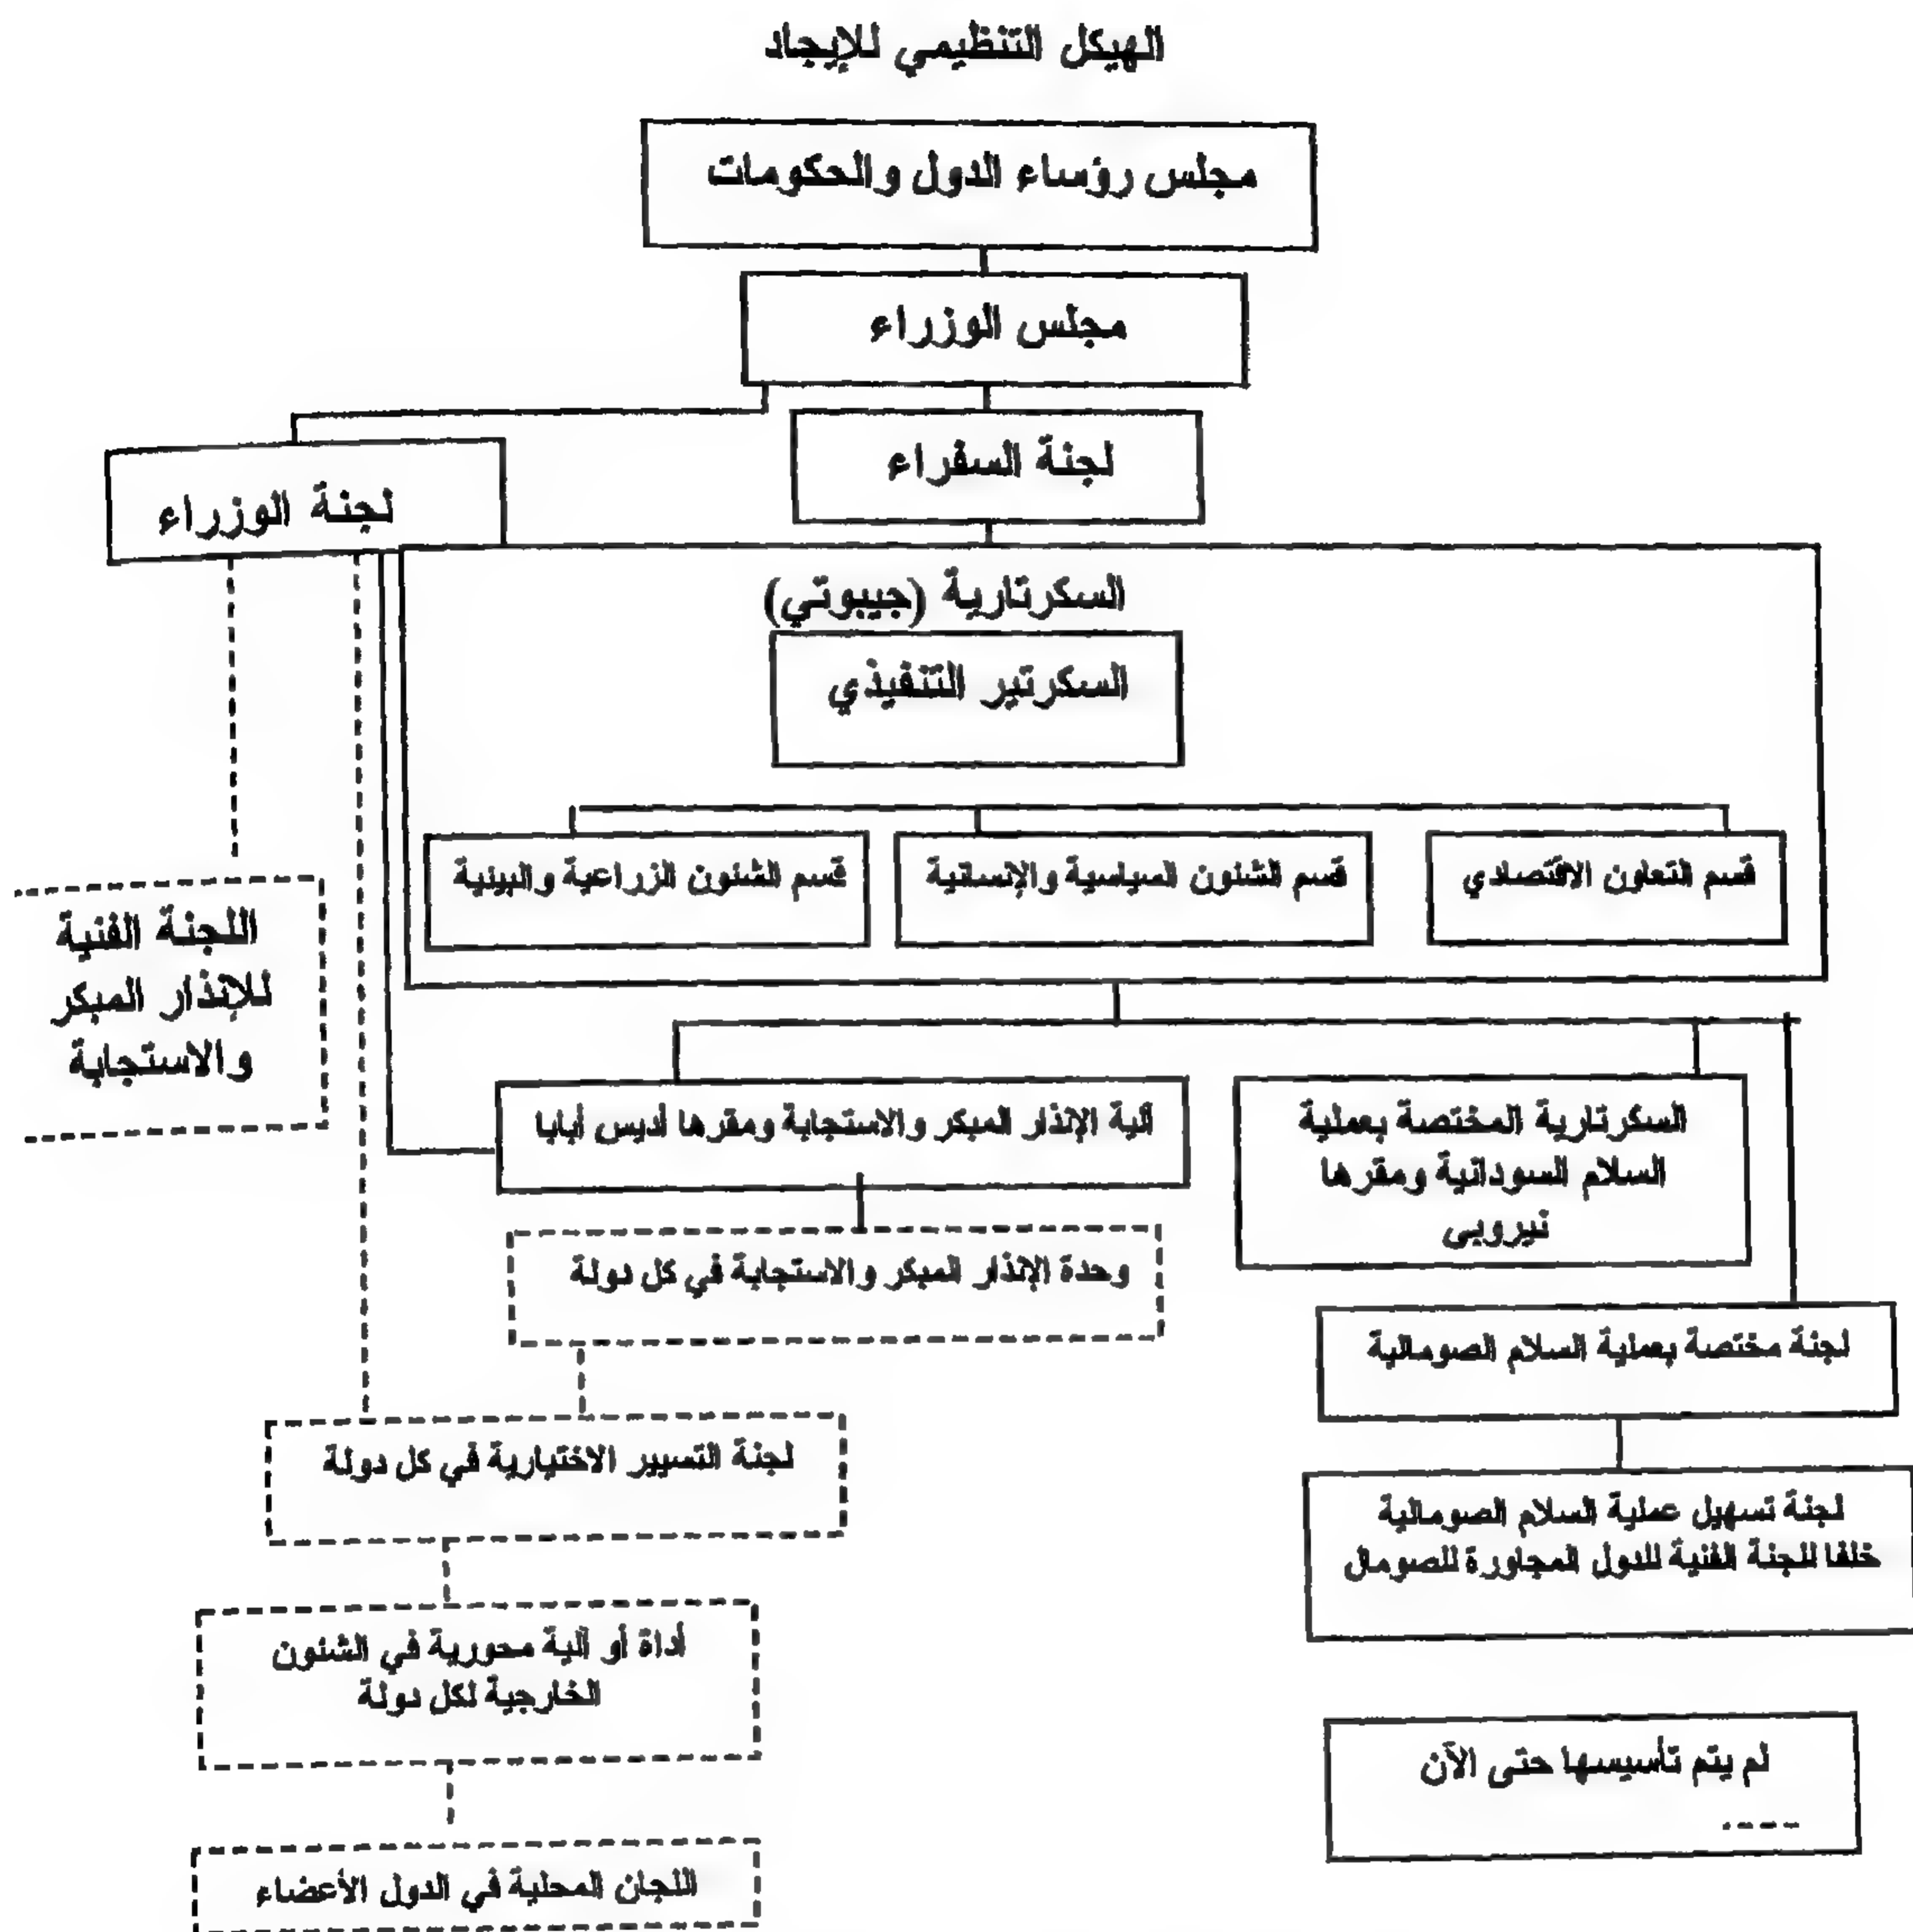 الهيكل التنظيمي للإيجاد
مجلس رؤساء الدول والحكومات
مجلس الوزراء
لجنة السفراء
لجنة الوزراء
السكرتارية (جيبوتي)
السكرتير التنفيذي
قسم التعاون الاقتصادي
قسم الشئون السياسية والإنسانية
قسم الشئون الزراعية والبيئية
اللجنة الفنية
للإنذار المبكر
والاستجابة
السكرتارية المختصة بعملية
السلام السودانية ومقرها
نيروبى
آلية الإنذار المبكر والاستجابة ومقرها أديس أبابا
وحدة الإنذار المبكر والاستجابة في كل دولة
لجنة مختصة بعملية السلام الصومالية
لجنة التسيير الاختيارية في كل دولة
لجنة تسهيل عملية السلام الصومالية
خلفا للجنة الفنية للدول المجاورة للصومال
أداة أو آلية محورية في الشئون
الخارجية لكل دولة
لم يتم تأسيسها حتى الآن
----
اللجان المحلية في الدول الأعضاء